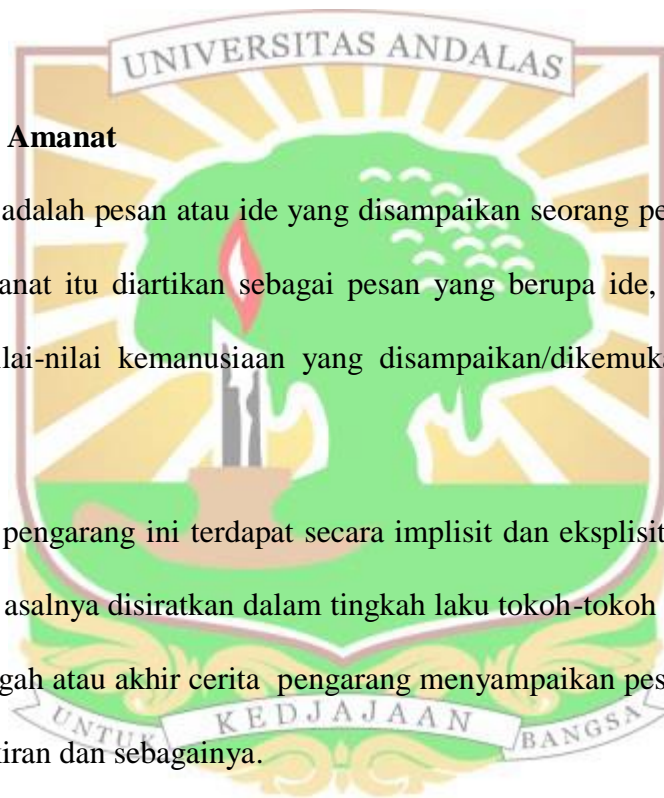 UNIVERSITAS ANDALAS
Amanat
adalah pesan atau ide yang disampaikan seorang pe
anat itu diartikan sebagai pesan yang berupa ide,
lai-nilai kemanusiaan yang disampaikan/dikemuka
pengarang ini terdapat secara implisit dan eksplisit
asalnya disiratkan dalam tingkah laku tokoh-tokoh
gah atau akhir cerita pengarang menyampaikan pes
kiran dan sebagainya.
UNTUK KEDJAJAAN BANGSA